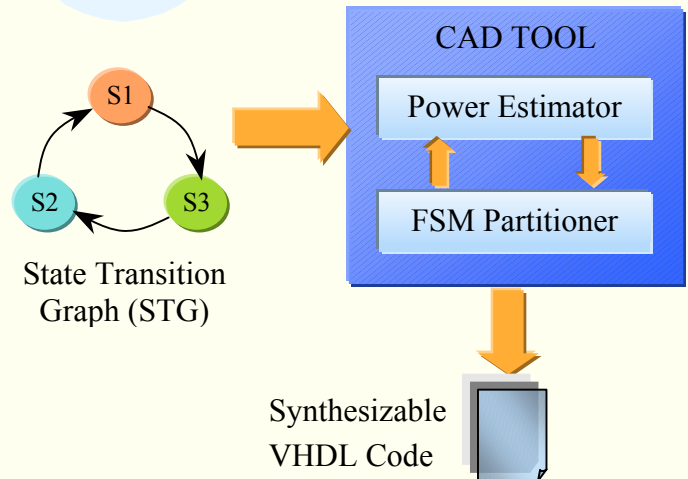 CAD TOOL
S1
Power Estimator
S2
S3
FSM Partitioner
State Transition
Graph (STG)
Synthesizable
VHDL Code